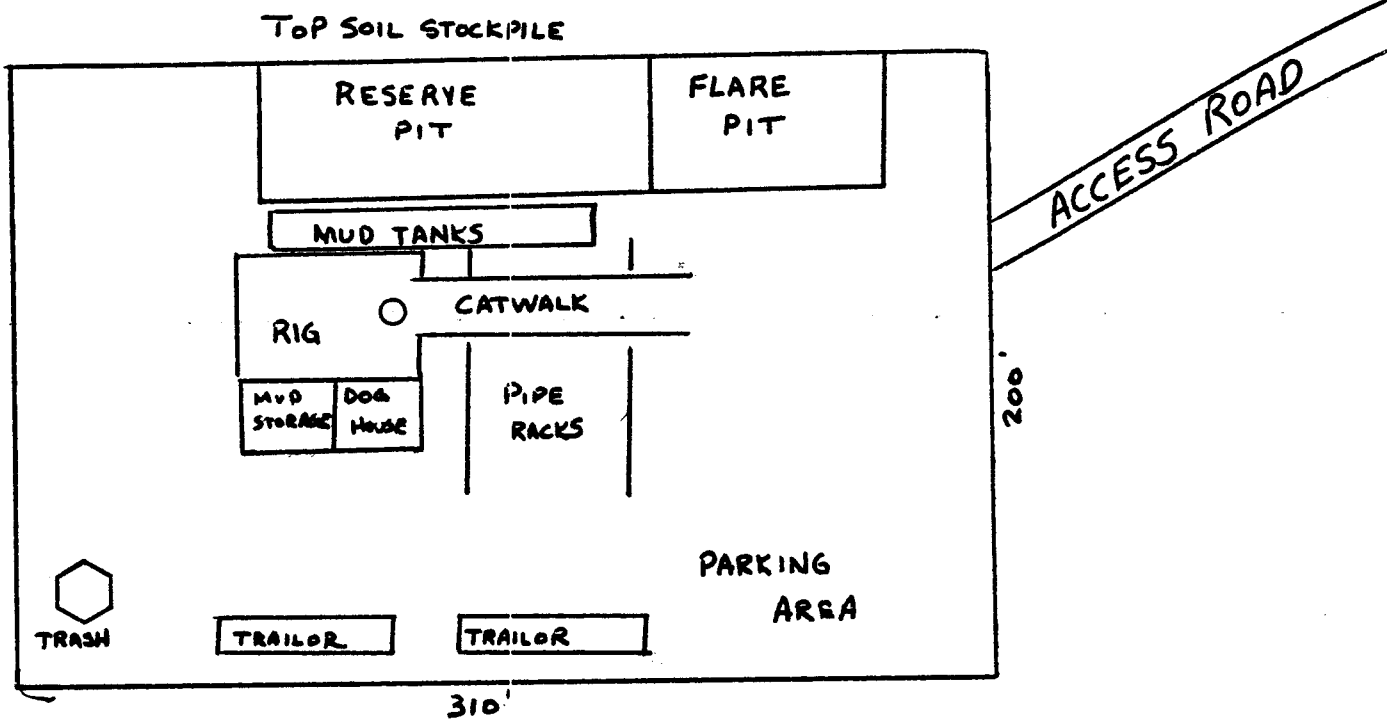 TOP SOIL STOCKPILE
RESERVE
PIT
FLARE
PIT
ACCESS ROAD
MUD TANKS
CATWALK
RIG
MUD
STORAGE
DOG
HOUSE
PIPE
RACKS
200'
PARKING
AREA
TRASH
TRAILOR
TRAILOR
310'